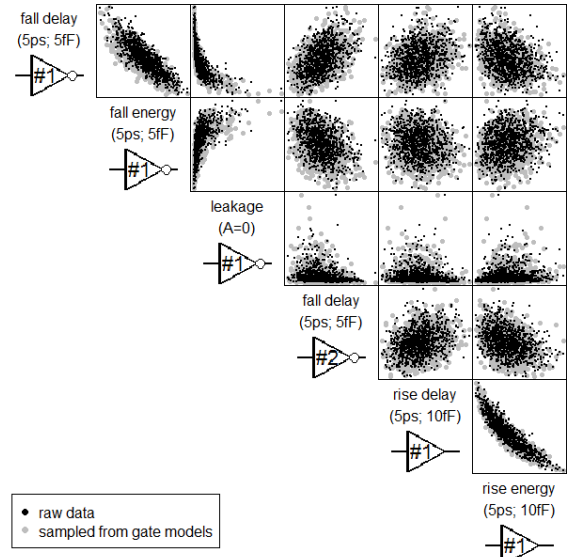 fall delay
(5ps; 5fF)
#1
fall energy
(5ps; 5fF)
#1
leakage
(A=0)
#1
fall delay
(5ps; 5fF)
#2
rise delay
(5ps; 10fF)
#1
rise energy
(5ps; 10fF)
#1
raw data
sampled from gate models